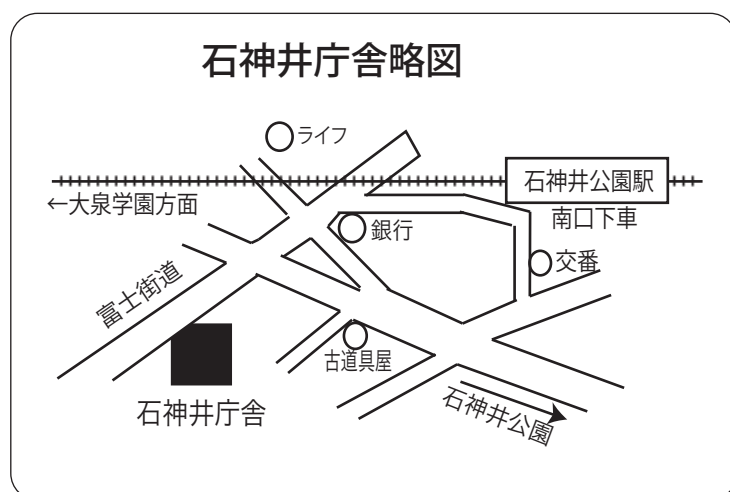 石神井庁舎略図
ライフ
石神井公園駅
←大泉学園方面
南口下車
銀行
交番
富士街道
古道具屋
石神井庁舎
石神井公園